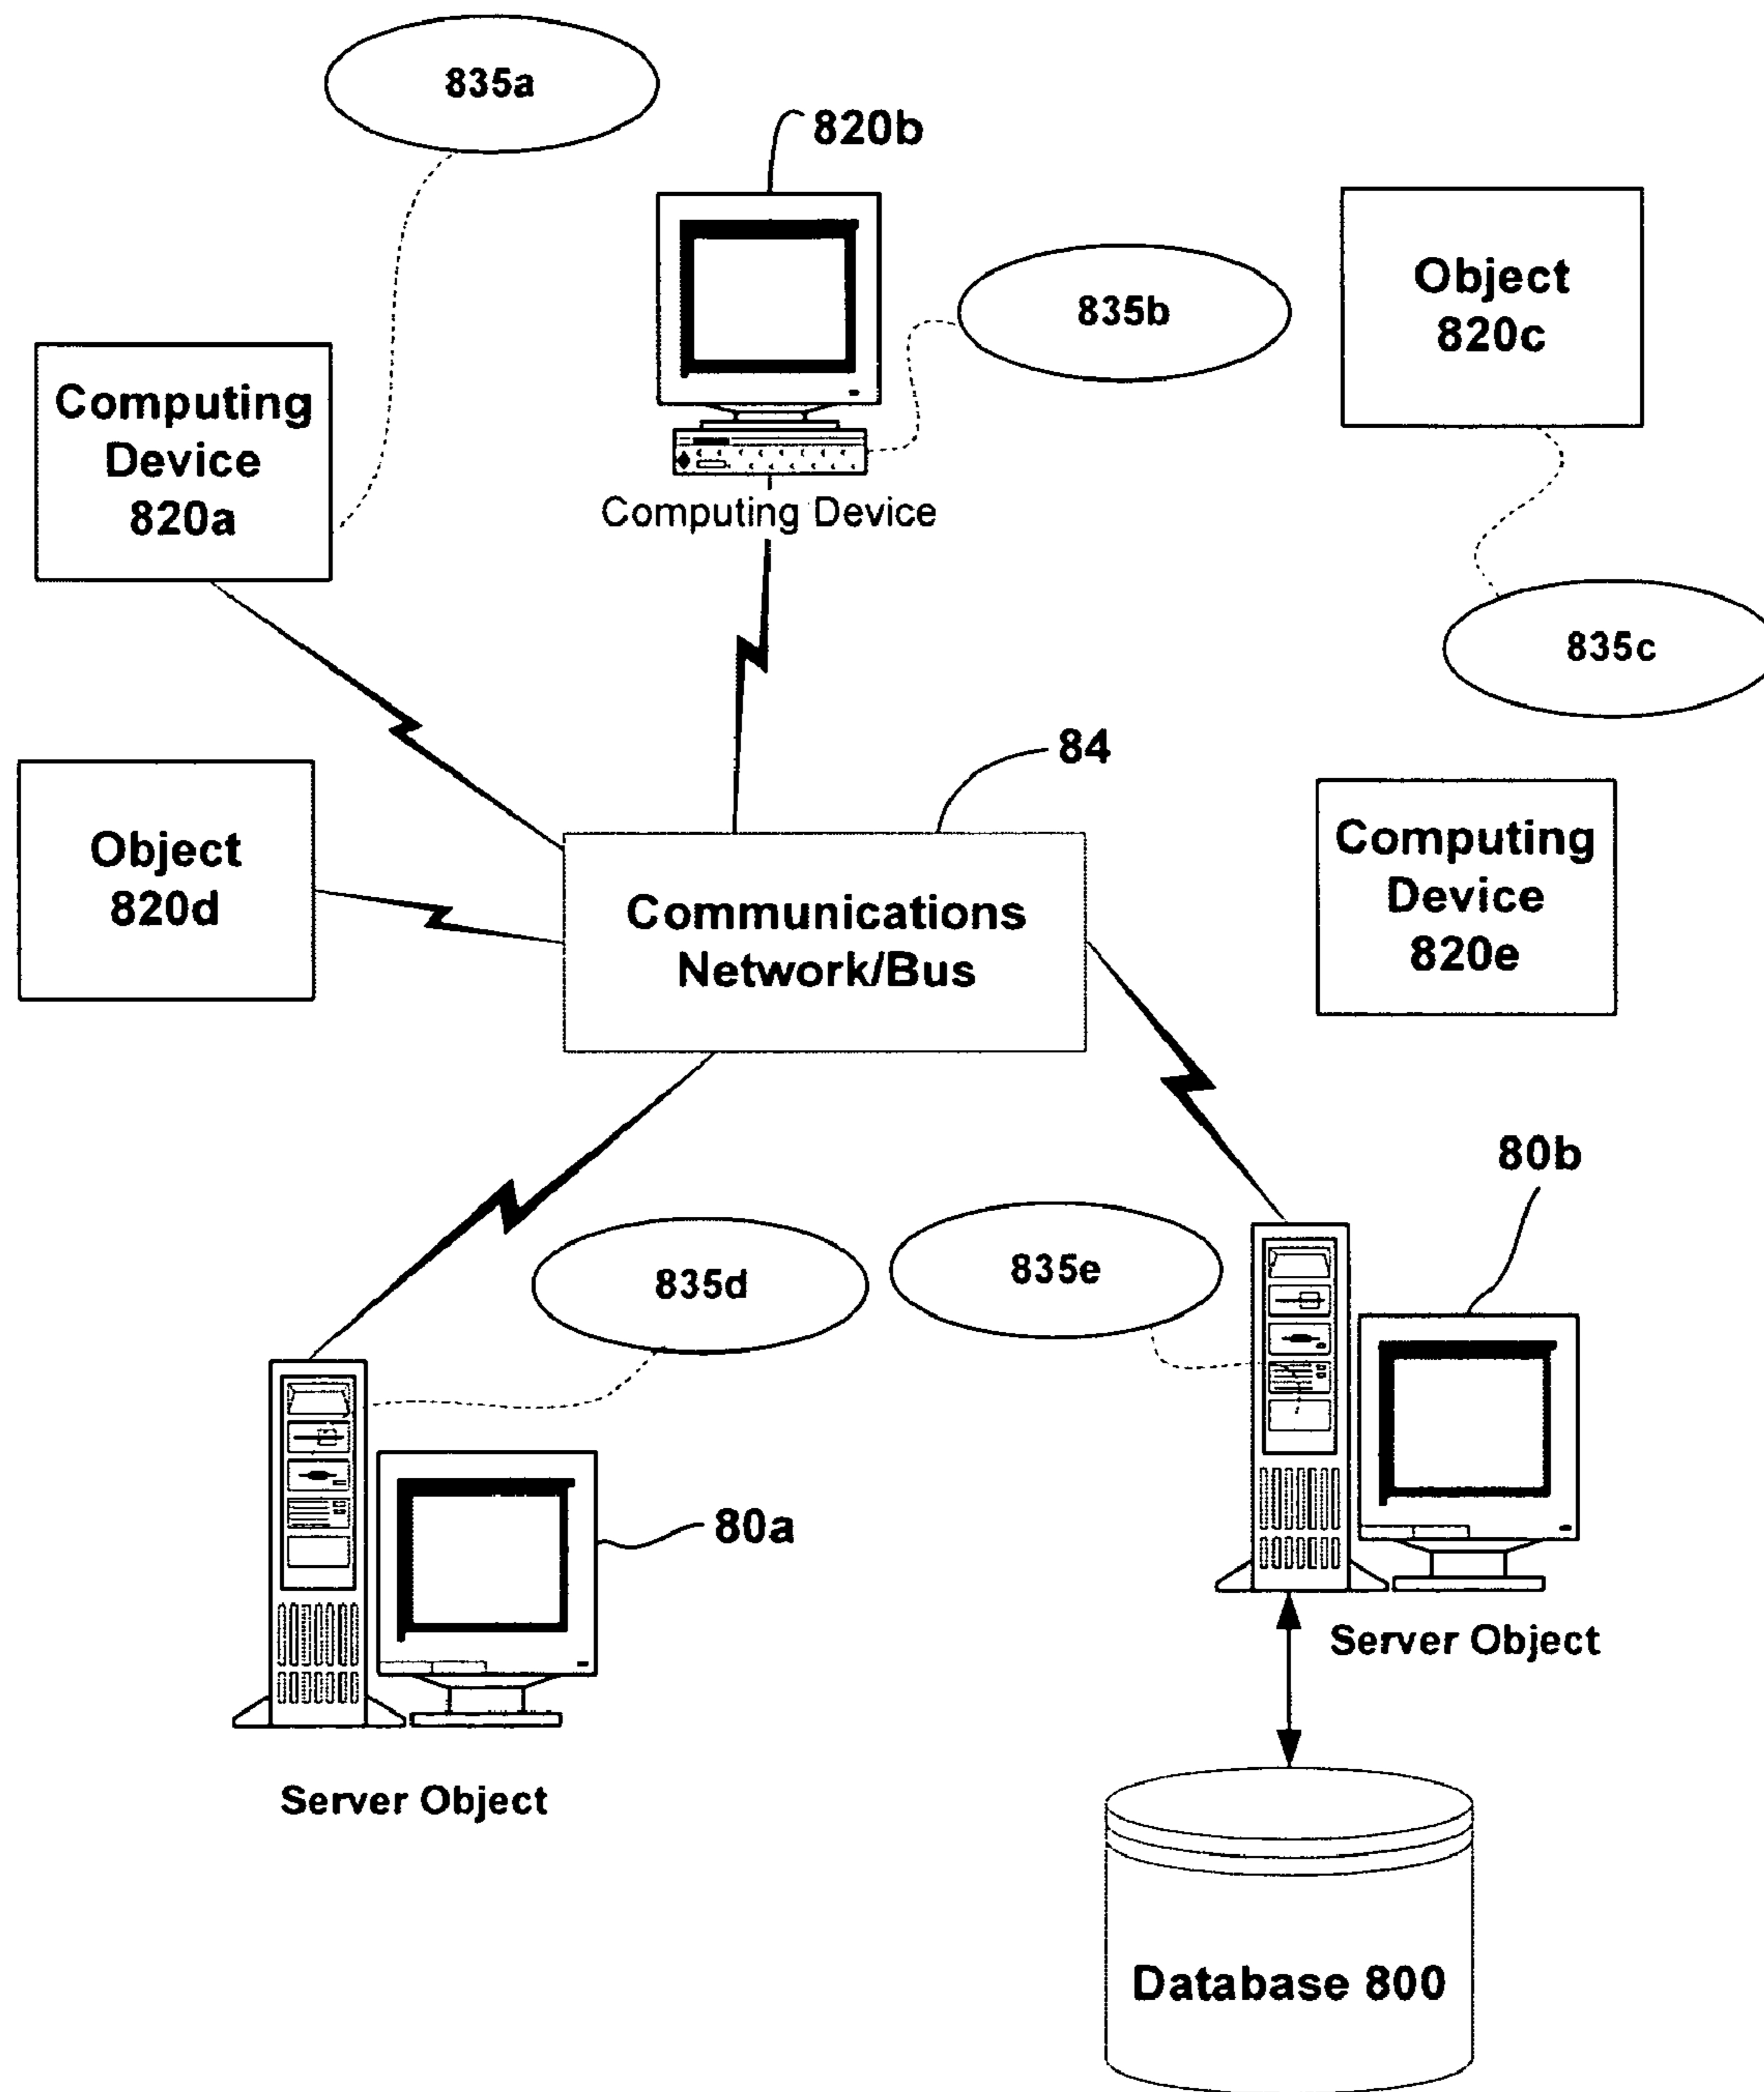 835a
820b
835b
Object
820c
Computing
Device
820a
Computing Device
835c
84
Object
820d
Communications
Network/Bus
Computing
Device
820e
80b
835d
835e
80a
Server Object
Server Object
Database 800